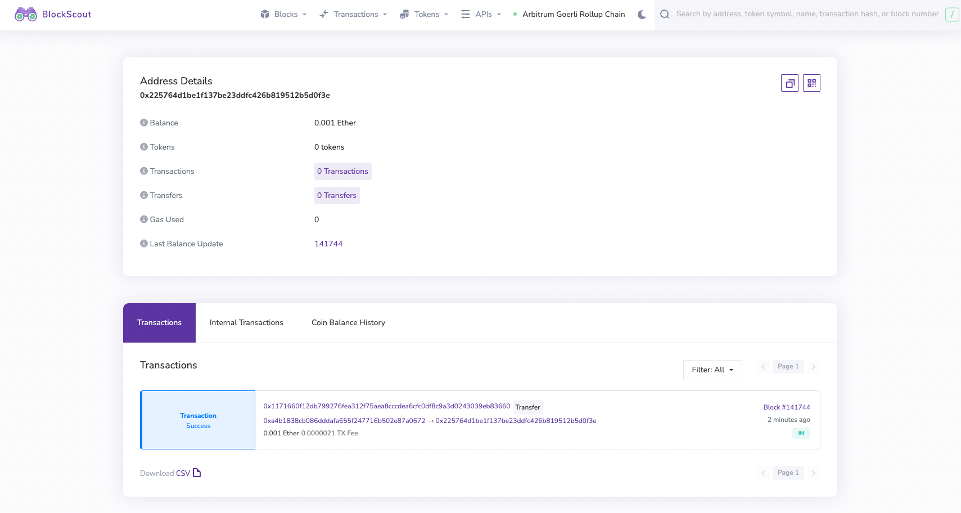 BlockScout Blocks Transactions Tokens APIs Arbitrum Goerli Rollup Chain Search by address, token symbol, name, transaction hash, or block number /
Address Details
0x225764d1be1f137be23ddfc426b819512b5d0f3e
Balance 0.001 Ether
Tokens 0 tokens
Transactions 0 Transactions
Transfers 0 Transfers
Gas Used 0
Last Balance Update 141744
Transactions Internal Transactions Coin Balance History
Transactions Filter: All Page 1
Transaction
Success
0x1171660f12db799276fea312f75aea8cccdea6cfc0df8c9a3d0243039eb83660 Transfer
0xa4b1838cb086dddafa655f247716b502e87a0672 → 0x225764d1be1f137be23ddfc426b819512b5d0f3e
0.001 Ether 0.0000021 TX Fee
Block #141744
2 minutes ago
IN
Download CSV Page 1